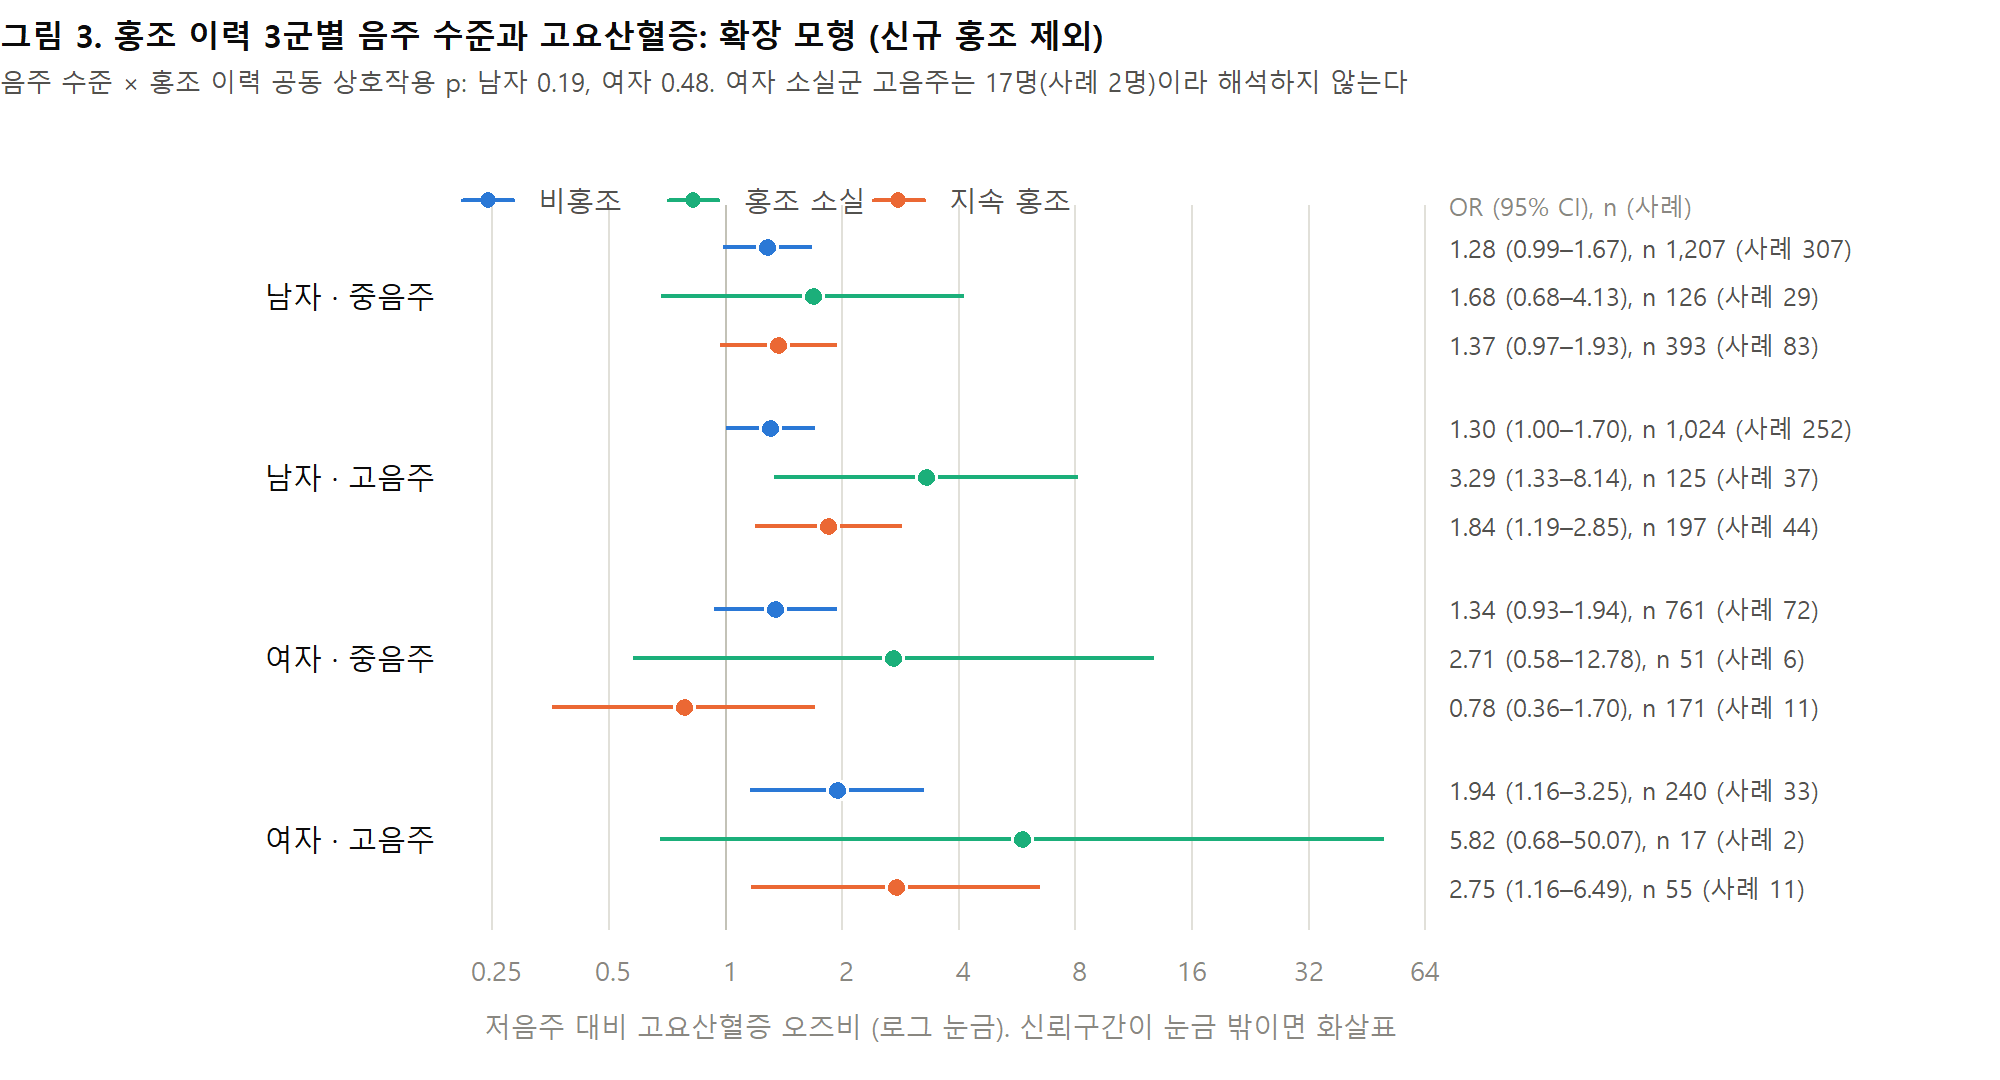 그림 3. 홍조 이력 3군별 음주 수준과 고요산혈증: 확장 모형 (신규 홍조 제외)
음주 수준 × 홍조 이력 공동 상호작용 p: 남자 0.19, 여자 0.48. 여자 소실군 고음주는 17명(사례 2명)이라 해석하지 않는다
비홍조 홍조 소실 지속 홍조
OR (95% CI), n (사례)
1.28 (0.99–1.67), n 1,207 (사례 307)
남자 · 중음주 1.68 (0.68–4.13), n 126 (사례 29)
1.37 (0.97–1.93), n 393 (사례 83)
1.30 (1.00–1.70), n 1,024 (사례 252)
남자 · 고음주 3.29 (1.33–8.14), n 125 (사례 37)
1.84 (1.19–2.85), n 197 (사례 44)
1.34 (0.93–1.94), n 761 (사례 72)
여자 · 중음주 2.71 (0.58–12.78), n 51 (사례 6)
0.78 (0.36–1.70), n 171 (사례 11)
1.94 (1.16–3.25), n 240 (사례 33)
여자 · 고음주 5.82 (0.68–50.07), n 17 (사례 2)
2.75 (1.16–6.49), n 55 (사례 11)
0.25 0.5 1 2 4 8 16 32 64
저음주 대비 고요산혈증 오즈비 (로그 눈금). 신뢰구간이 눈금 밖이면 화살표